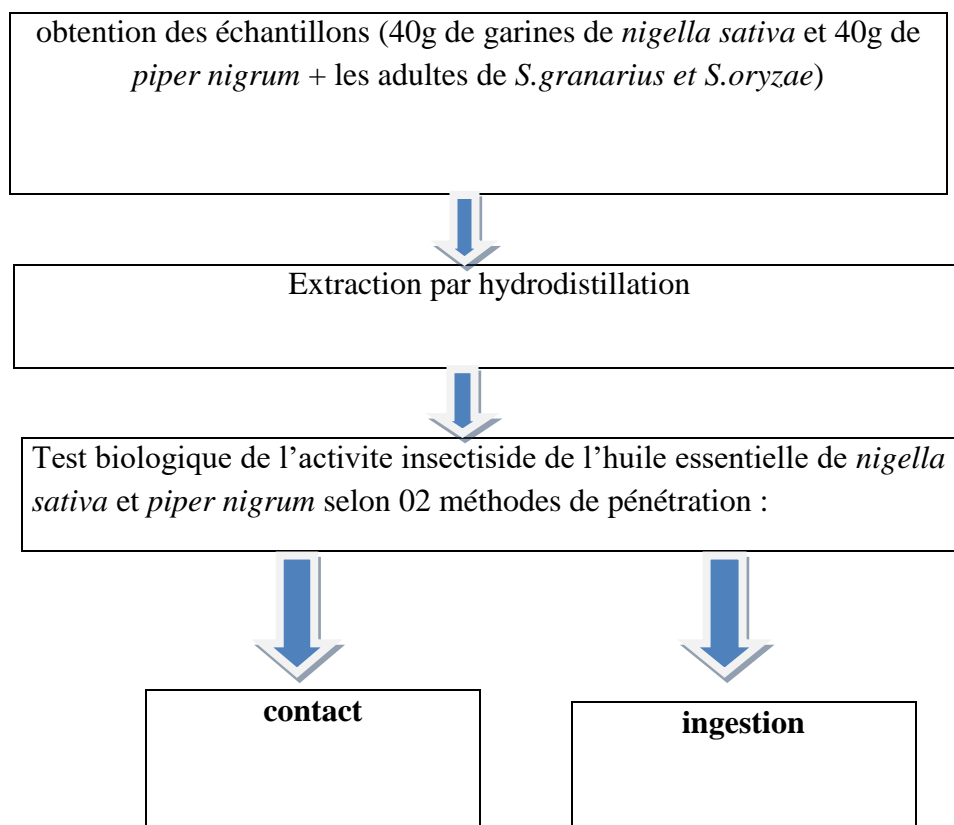 obtention des échantillons (40g de garines de nigella sativa et 40g de
piper nigrum + les adultes de S.granarius et S.oryzae)
Extraction par hydrodistillation
Test biologique de l’activite insectiside de l’huile essentielle de nigella
sativa et piper nigrum selon 02 méthodes de pénétration :
contact
ingestion